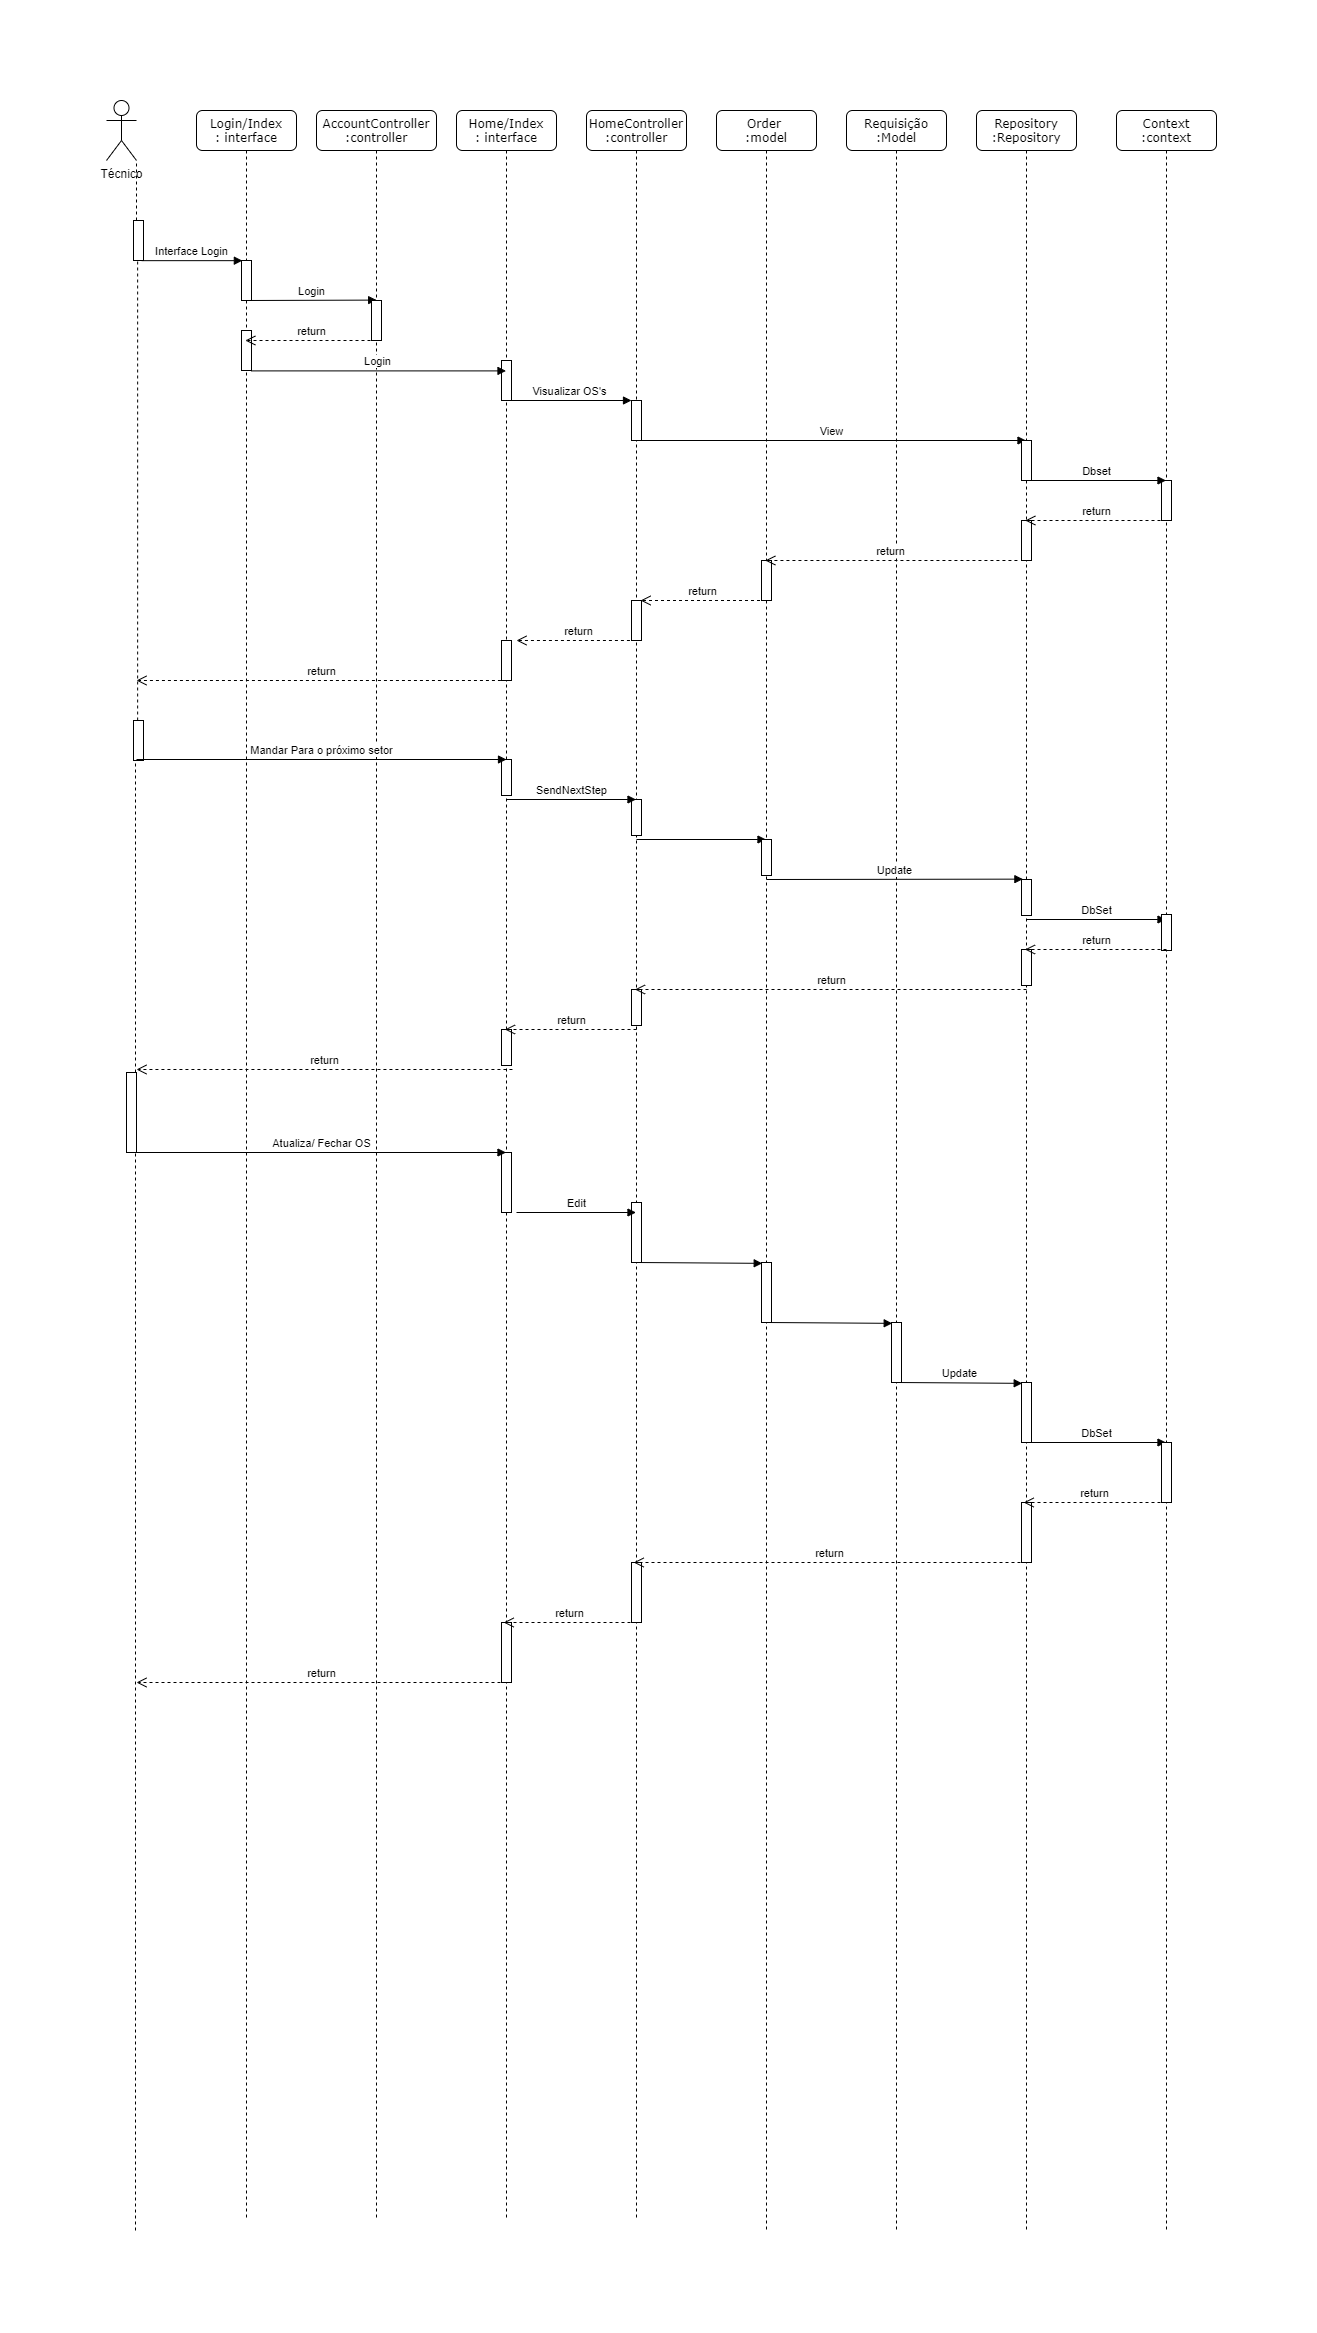 Técnico
Login/Index
: interface
AccountController
:controller
Home/Index
: interface
HomeController
:controller
Order
:model
Requisição
:Model
Repository
:Repository
Context
:context
Interface Login
Login
return
Login
Visualizar OS's
View
Dbset
return
return
return
return
return
Mandar Para o próximo setor
SendNextStep
Update
DbSet
return
return
return
return
Atualiza/ Fechar OS
Edit
Update
DbSet
return
return
return
return